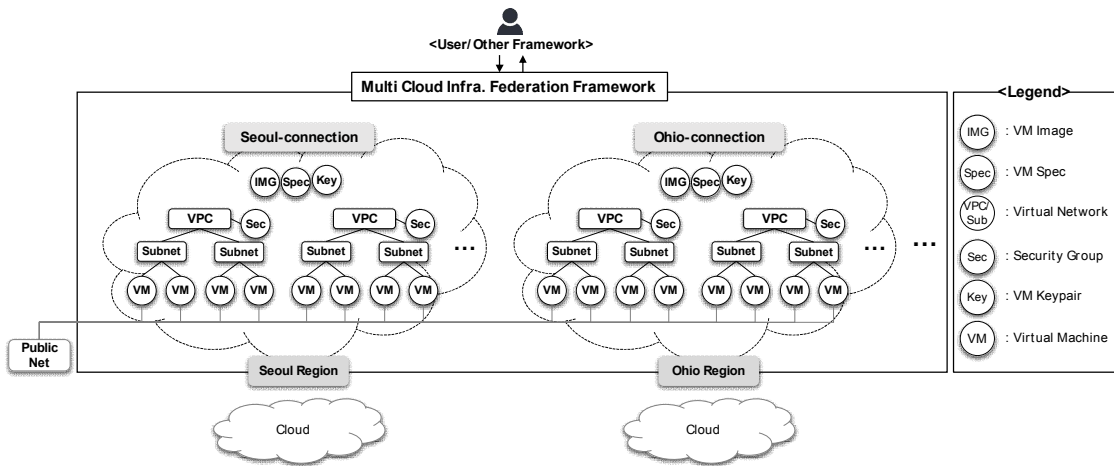 <User/Other Framework>
Multi Cloud Infra. Federation Framework
<Legend>
Seoul-connection
Ohio-connection
IMG : VM Image
IMG Spec Key
IMG Spec Key
Spec : VM Spec
VPC Sec VPC Sec
VPC Sec VPC Sec
VPC/
Sub : Virtual Network
Subnet Subnet Subnet Subnet ...
Subnet Subnet Subnet Subnet ... ...
Sec : Security Group
VM VM VM VM VM VM VM VM
VM VM VM VM VM VM VM VM
Key : VM Keypair
VM : Virtual Machine
Public
Net
Seoul Region
Ohio Region
Cloud
Cloud